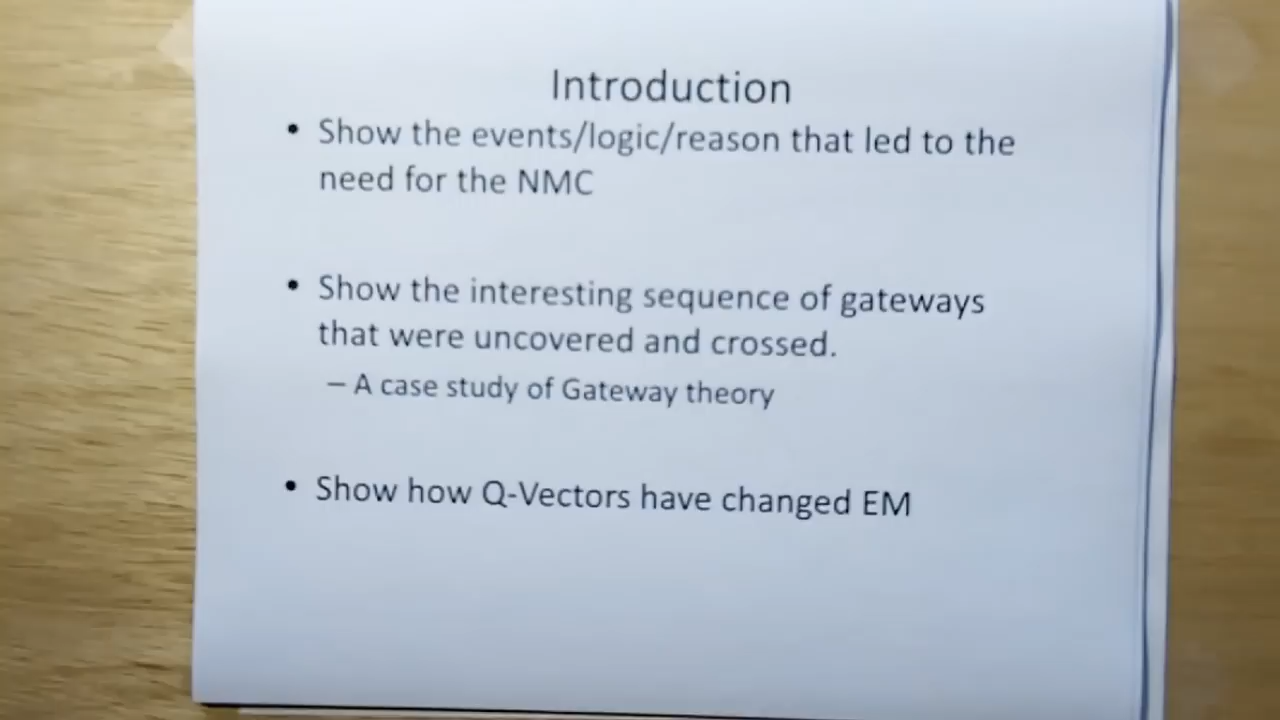 Introduction
• Show the events/logic/reason that led to the
need for the NMC
• Show the interesting sequence of gateways
that were uncovered and crossed.
– A case study of Gateway theory
• Show how Q-Vectors have changed EM